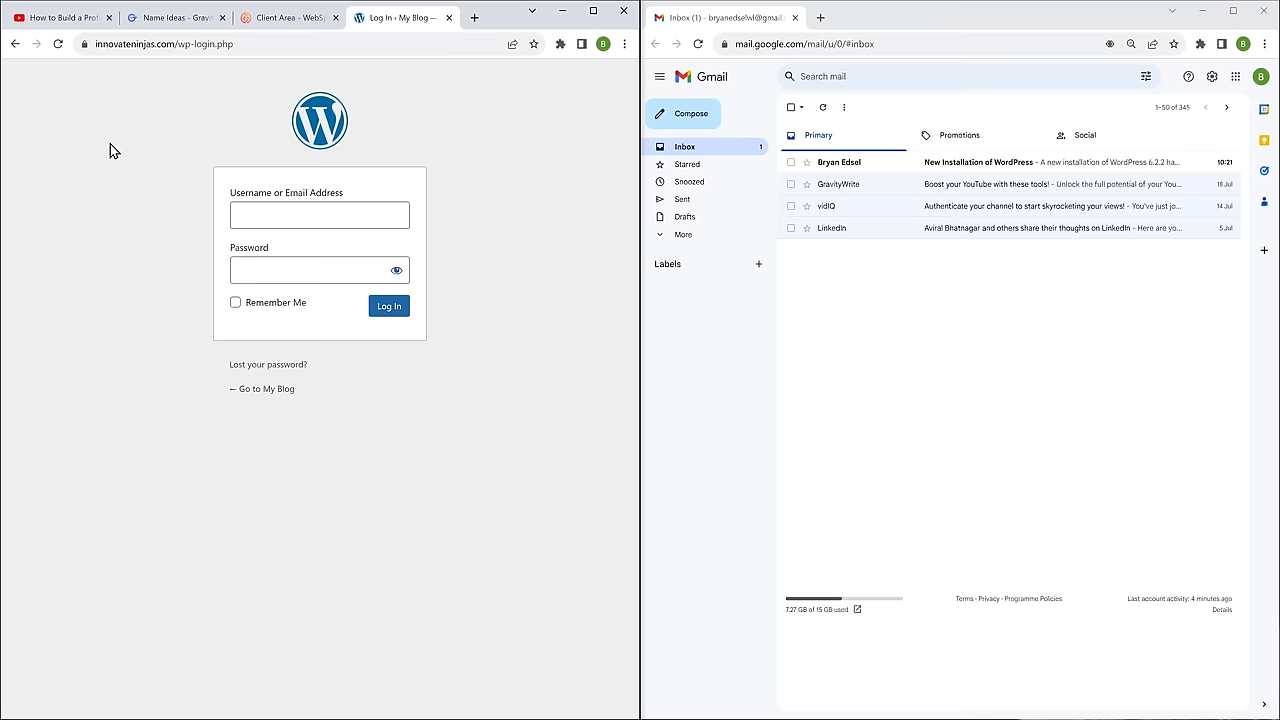 How to Build a Prof
Name Ideas - Gravit
Client Area - WebSp
Log In ‹ My Blog —
innovateninjas.com/wp-login.php
B
Username or Email Address
Password
Remember Me
Log In
Lost your password?
← Go to My Blog
Inbox (1) - bryanedselwl@gmail.
mail.google.com/mail/u/0/#inbox
B
Gmail
Search mail
B
Compose
1–50 of 345
Primary
Promotions
Social
Inbox 1
Starred
Snoozed
Sent
Drafts
More
Labels
Bryan Edsel New Installation of WordPress - A new installation of WordPress 6.2.2 ha... 10:21
GravityWrite Boost your YouTube with these tools! - Unlock the full potential of your You... 18 Jul
vidIQ Authenticate your channel to start skyrocketing your views! - You've just jo... 14 Jul
LinkedIn Aviral Bhatnagar and others share their thoughts on LinkedIn - Here are yo... 5 Jul
7.27 GB of 15 GB used
Terms · Privacy · Programme Policies
Last account activity: 4 minutes ago
Details